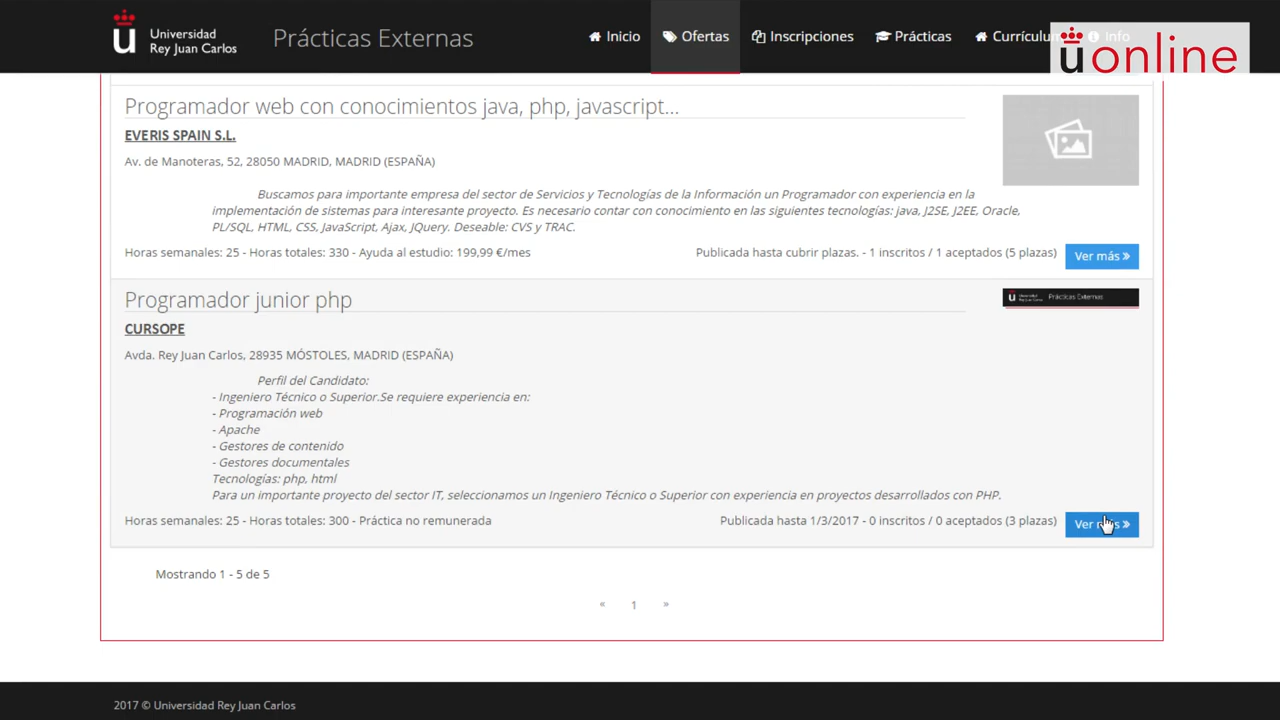 Universidad
Rey Juan Carlos
Prácticas Externas
Inicio
Ofertas
Inscripciones
Prácticas
Currículum
Info
u online
Programador web con conocimientos java, php, javascript...
EVERIS SPAIN S.L.
Av. de Manoteras, 52, 28050 MADRID, MADRID (ESPAÑA)
Buscamos para importante empresa del sector de Servicios y Tecnologías de la Información un Programador con experiencia en la
implementación de sistemas para interesante proyecto. Es necesario contar con conocimiento en las siguientes tecnologías: java, J2SE, J2EE, Oracle,
PL/SQL, HTML, CSS, JavaScript, Ajax, JQuery. Deseable: CVS y TRAC.
Horas semanales: 25 - Horas totales: 330 - Ayuda al estudio: 199,99 €/mes
Publicada hasta cubrir plazas. - 1 inscritos / 1 aceptados (5 plazas)
Ver más »
Programador junior php
Universidad
Rey Juan Carlos
Prácticas Externas
CURSOPE
Avda. Rey Juan Carlos, 28935 MÓSTOLES, MADRID (ESPAÑA)
Perfil del Candidato:
- Ingeniero Técnico o Superior.Se requiere experiencia en:
- Programación web
- Apache
- Gestores de contenido
- Gestores documentales
Tecnologías: php, html
Para un importante proyecto del sector IT, seleccionamos un Ingeniero Técnico o Superior con experiencia en proyectos desarrollados con PHP.
Horas semanales: 25 - Horas totales: 300 - Práctica no remunerada
Publicada hasta 1/3/2017 - 0 inscritos / 0 aceptados (3 plazas)
Ver más »
Mostrando 1 - 5 de 5
« 1 »
2017 © Universidad Rey Juan Carlos